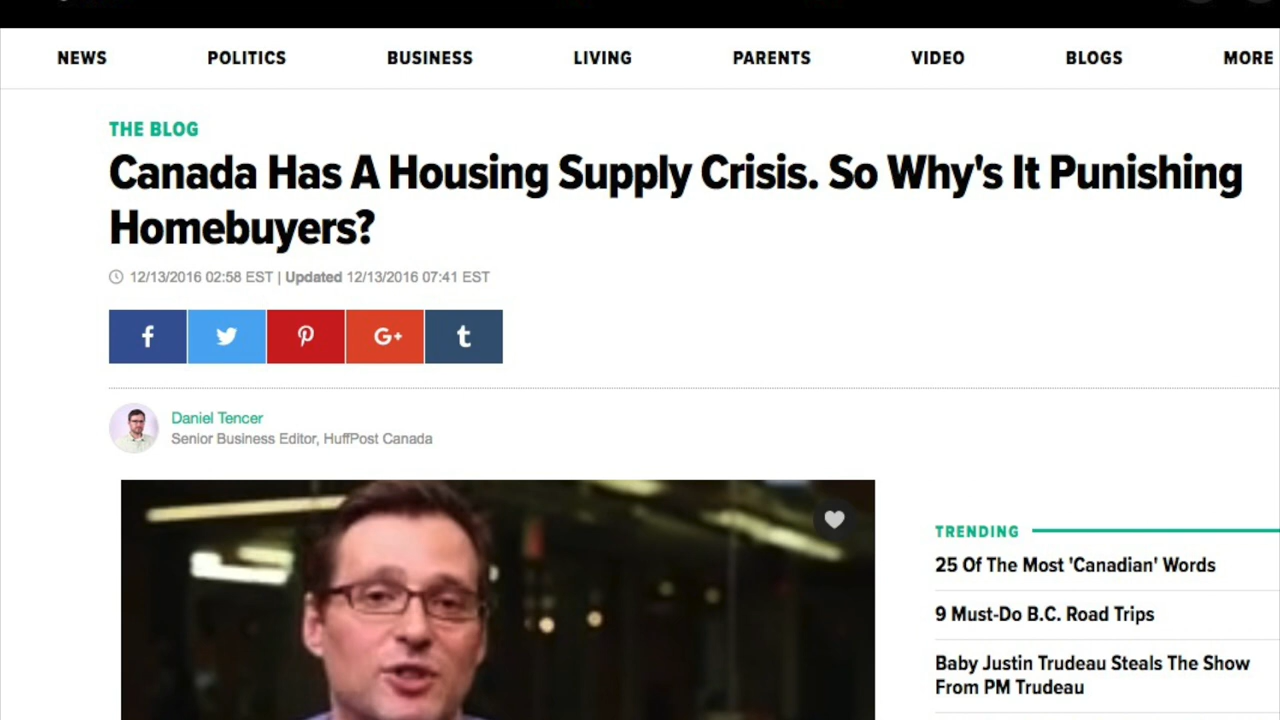 NEWS POLITICS BUSINESS LIVING PARENTS VIDEO BLOGS MORE
THE BLOG
Canada Has A Housing Supply Crisis. So Why's It Punishing
Homebuyers?
12/13/2016 02:58 EST | Updated 12/13/2016 07:41 EST
f G+ t
Daniel Tencer
Senior Business Editor, HuffPost Canada
TRENDING
25 Of The Most 'Canadian' Words
9 Must-Do B.C. Road Trips
Baby Justin Trudeau Steals The Show
From PM Trudeau